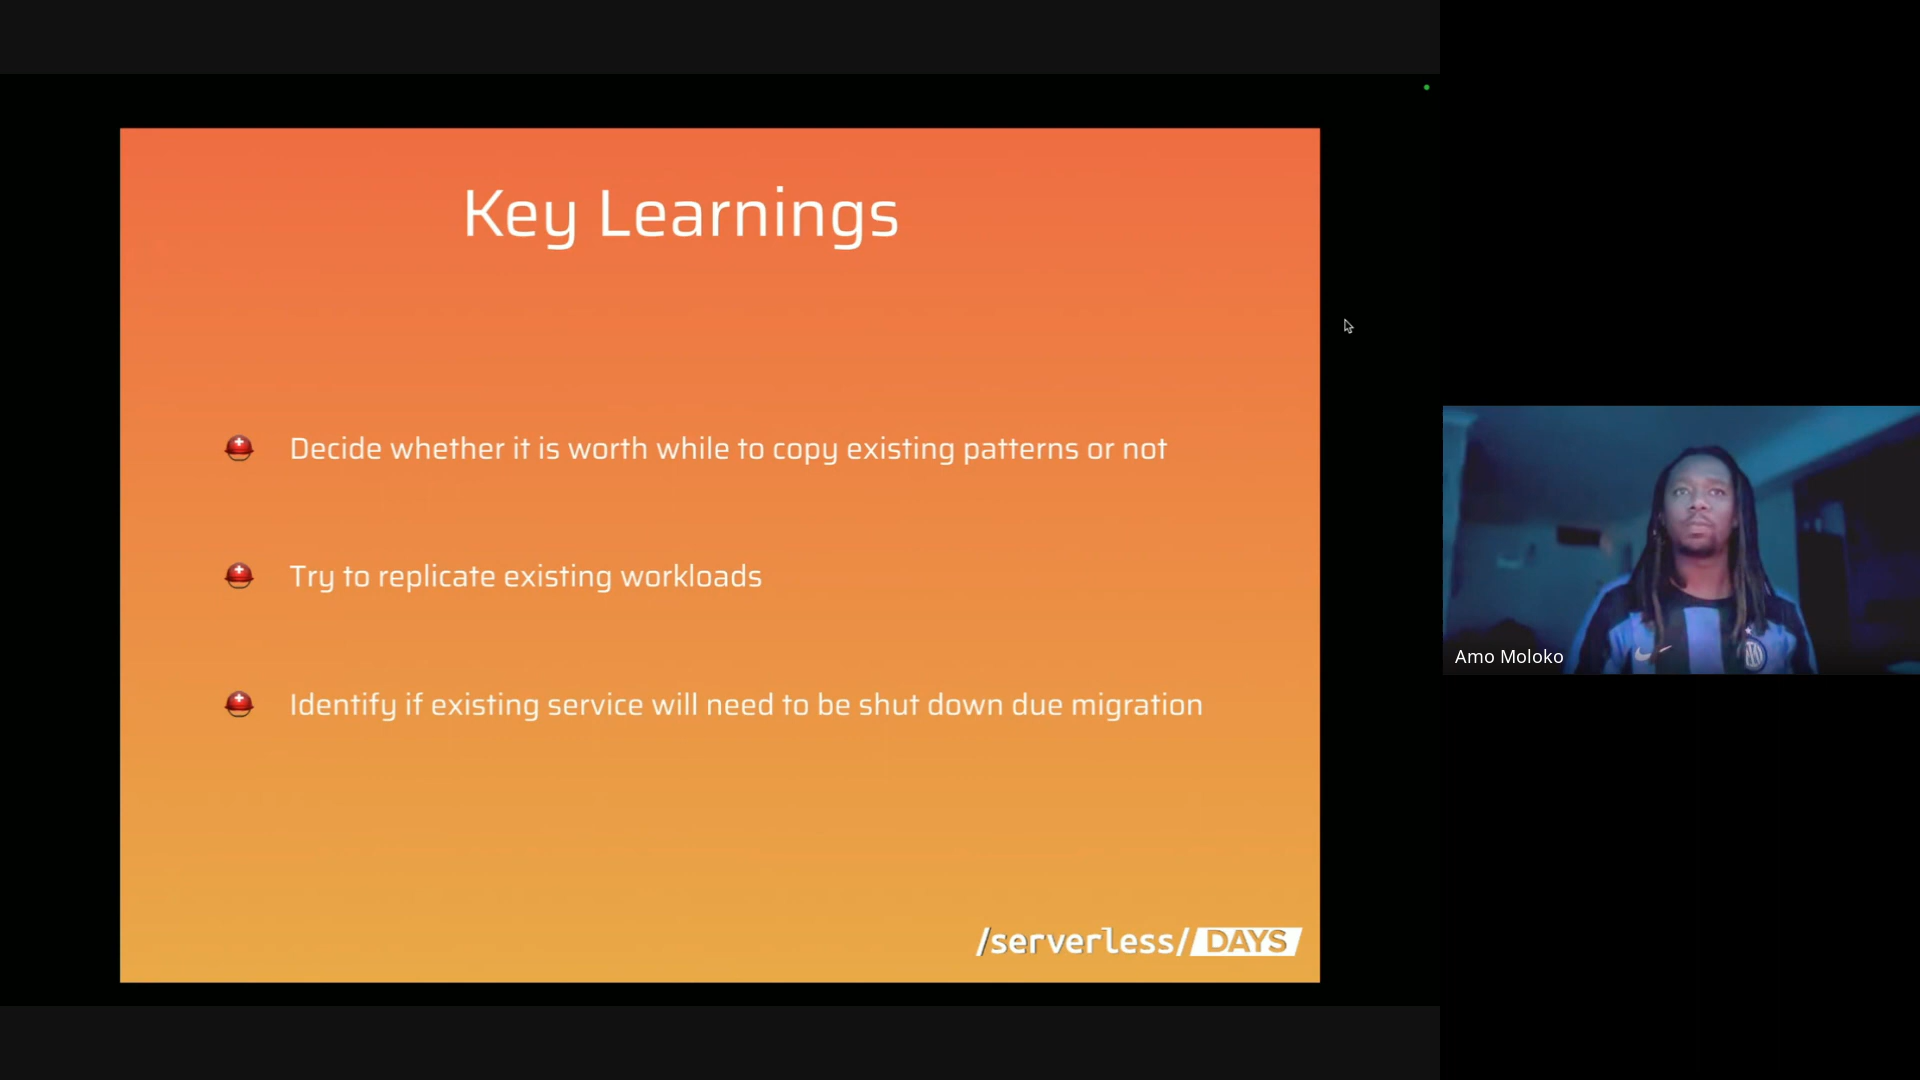 Key Learnings
Decide whether it is worth while to copy existing patterns or not
Try to replicate existing workloads
Identify if existing service will need to be shut down due migration
/serverless//DAYS
Amo Moloko